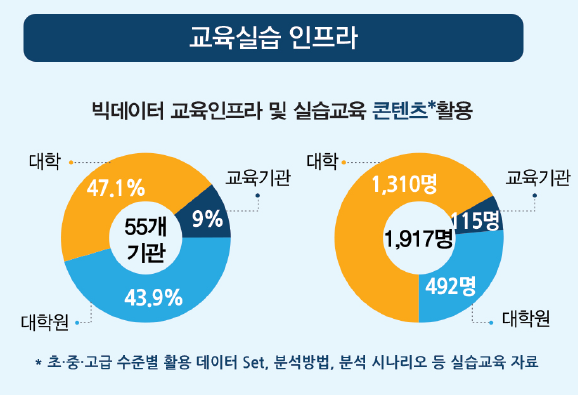 교육실습 인프라
빅데이터 교육인프라 및 실습교육 콘텐츠*활용
대학
47.1%
교육기관
9%
55개
기관
43.9%
대학원
대학
1,310명
교육기관
115명
1,917명
492명
대학원
* 초·중·고급 수준별 활용 데이터 Set, 분석방법, 분석 시나리오 등 실습교육 자료